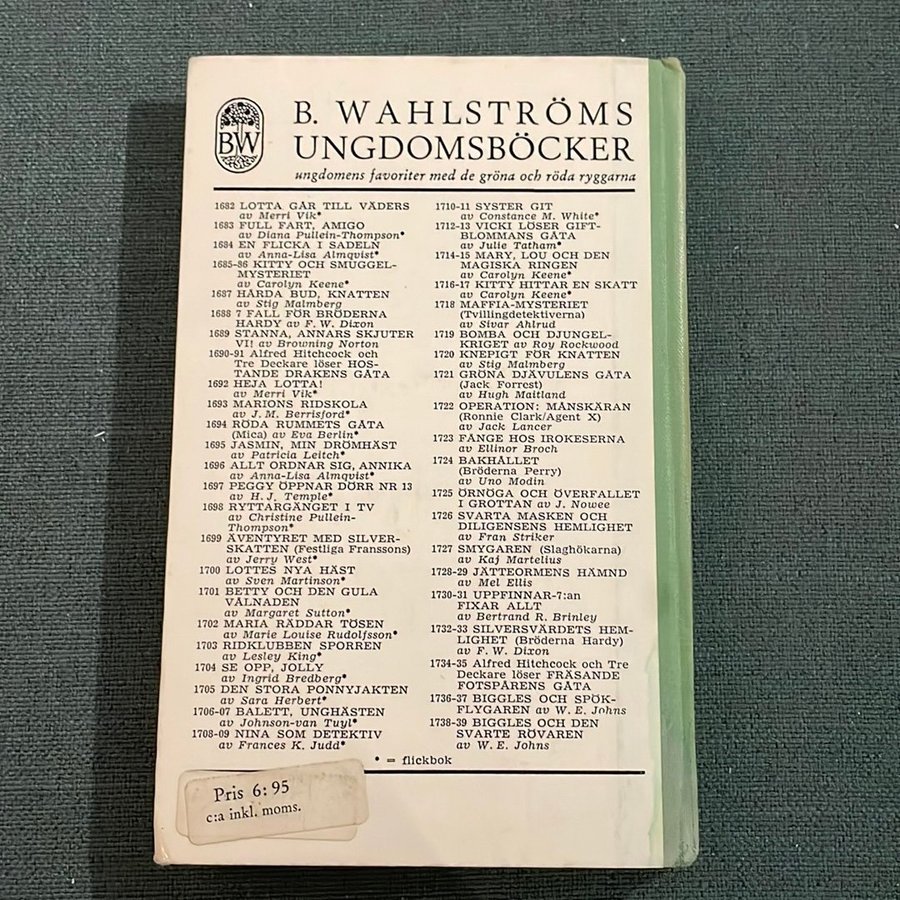 BW
B. WAHLSTRÖMS
UNGDOMSBÖCKER
ungdomens favoriter med de gröna och röda ryggarna
1682 LOTTA GÅR TILL VÄDERS
av Merri Vik*
1683 FULL FART, AMIGO
av Diana Pullein-Thompson*
1684 EN FLICKA I SADELN
av Anna-Lisa Almqvist*
1685-86 KITTY OCH SMUGGEL-
MYSTERIET
av Carolyn Keene*
1687 HÅRDA BUD, KNATTEN
av Stig Malmberg
1688 7 FALL FÖR BRÖDERNA
HARDY av F. W. Dixon
1689 STANNA, ANNARS SKJUTER
VI! av Browning Norton
1690-91 Alfred Hitchcock och
Tre Deckare löser HOS-
TANDE DRAKENS GÅTA
1692 HEJA LOTTA!
av Merri Vik*
1693 MARIONS RIDSKOLA
av J. M. Berrisford*
1694 RÖDA RUMMETS GÅTA
(Mica) av Eva Berlin*
1695 JASMIN, MIN DRÖMHÄST
av Patricia Leitch*
1696 ALLT ORDNAR SIG, ANNIKA
av Anna-Lisa Almqvist*
1697 PEGGY ÖPPNAR DÖRR NR 13
av H. J. Temple*
1698 RYTTARGÄNGET I TV
av Christine Pullein-
Thompson*
1699 ÄVENTYRET MED SILVER-
SKATTEN (Festliga Franssons)
av Jerry West*
1700 LOTTES NYA HÄST
av Sven Martinson*
1701 BETTY OCH DEN GULA
VÅLNADEN
av Margaret Sutton*
1702 MARIA RÄDDAR TÖSEN
av Marie Louise Rudolfsson*
1703 RIDKLUBBEN SPORREN
av Lesley King*
1704 SE OPP, JOLLY
av Ingrid Bredberg*
1705 DEN STORA PONNYJAKTEN
av Sara Herbert*
1706-07 BALETT, UNGHÄSTEN
av Johnson-van Tuyl*
1708-09 NINA SOM DETEKTIV
av Frances K. Judd*
1710-11 SYSTER GIT
av Constance M. White*
1712-13 VICKI LÖSER GIFT-
BLOMMANS GÅTA
av Julie Tatham*
1714-15 MARY, LOU OCH DEN
MAGISKA RINGEN
av Carolyn Keene*
1716-17 KITTY HITTAR EN SKATT
av Carolyn Keene*
1718 MAFFIA-MYSTERIET
(Tvillingdetektiverna)
av Sivar Ahlrud
1719 BOMBA OCH DJUNGEL-
KRIGET av Roy Rockwood
1720 KNEPIGT FÖR KNATTEN
av Stig Malmberg
1721 GRÖNA DJÄVULENS GÅTA
(Jack Forrest)
av Hugh Maitland
1722 OPERATION: MÅNSKÄRAN
(Ronnie Clark/Agent X)
av Jack Lancer
1723 FÅNGE HOS IROKESERNA
av Ellinor Broch
1724 BAKHÅLLET
(Bröderna Perry)
av Uno Modin
1725 ÖRNÖGA OCH ÖVERFALLET
I GROTTAN av J. Nowee
1726 SVARTA MASKEN OCH
DILIGENSENS HEMLIGHET
av Fran Striker
1727 SMYGAREN (Slaghökarna)
av Kaj Martelius
1728-29 JÄTTEORMENS HÄMND
av Mel Ellis
1730-31 UPPFINNAR-7:an
FIXAR ALLT
av Bertrand R. Brinley
1732-33 SILVERSVÄRDETS HEM-
LIGHET (Bröderna Hardy)
av F. W. Dixon
1734-35 Alfred Hitchcock och Tre
Deckare löser FRÄSANDE
FOTSPÅRENS GÅTA
1736-37 BIGGLES OCH SPÖK-
FLYGAREN av W. E. Johns
1738-39 BIGGLES OCH DEN
SVARTE RÖVAREN
av W. E. Johns
* = flickbok
Pris 6:95
c:a inkl. moms.